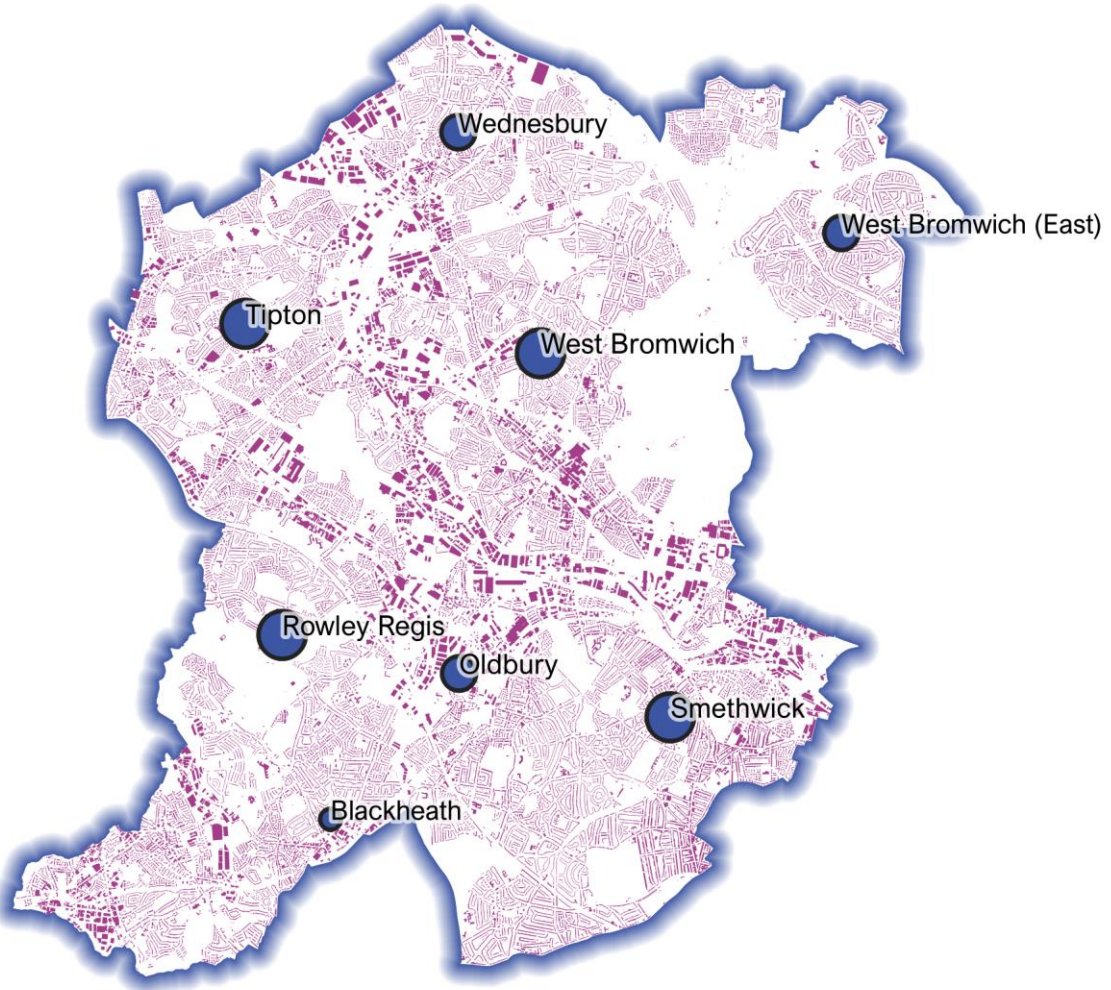 Wednesbury
West Bromwich (East)
Tipton
West Bromwich
Rowley Regis
Oldbury
Smethwick
Blackheath